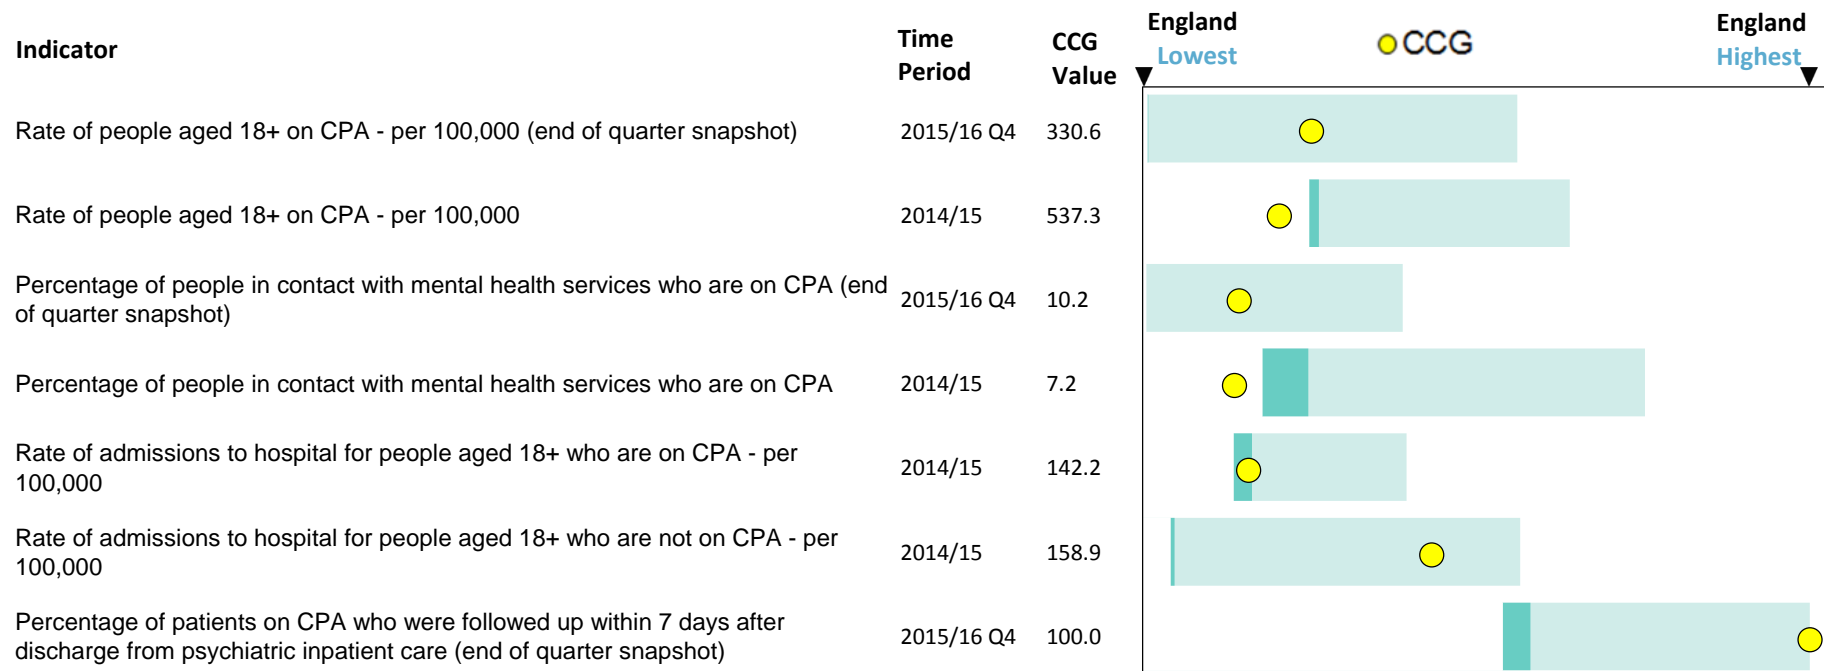 Indicator
Time
Period
CCG
Value
England
Lowest
CCG
England
Highest
Rate of people aged 18+ on CPA - per 100,000 (end of quarter snapshot) 2015/16 Q4 330.6
Rate of people aged 18+ on CPA - per 100,000 2014/15 537.3
Percentage of people in contact with mental health services who are on CPA (end
of quarter snapshot)
2015/16 Q4 10.2
Percentage of people in contact with mental health services who are on CPA 2014/15 7.2
Rate of admissions to hospital for people aged 18+ who are on CPA - per
100,000
2014/15 142.2
Rate of admissions to hospital for people aged 18+ who are not on CPA - per
100,000
2014/15 158.9
Percentage of patients on CPA who were followed up within 7 days after
discharge from psychiatric inpatient care (end of quarter snapshot)
2015/16 Q4 100.0